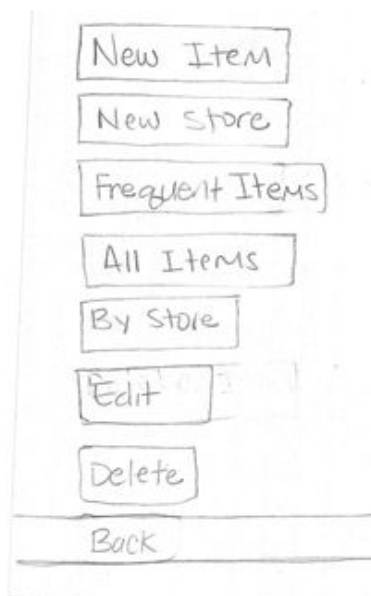 New Item
New Store
Frequent Items
All Items
By Store
Edit
Delete
Back